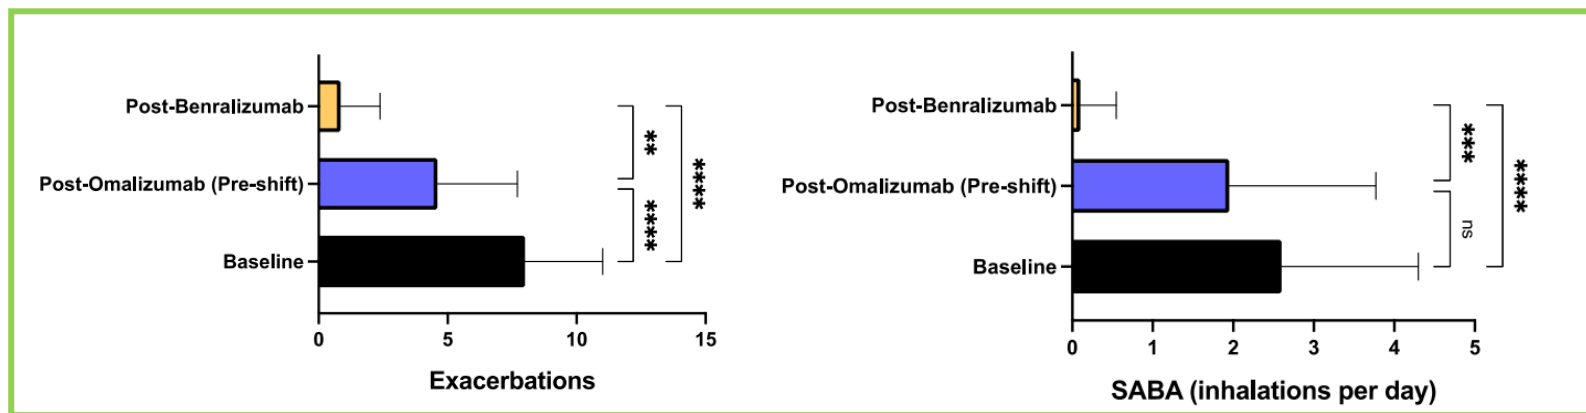 Post-Benralizumab
Post-Omalizumab (Pre-shift)
Baseline
**
****
****
0 5 10 15
Exacerbations
Post-Benralizumab
Post-Omalizumab (Pre-shift)
Baseline
***
ns
****
0 1 2 3 4 5
SABA (inhalations per day)